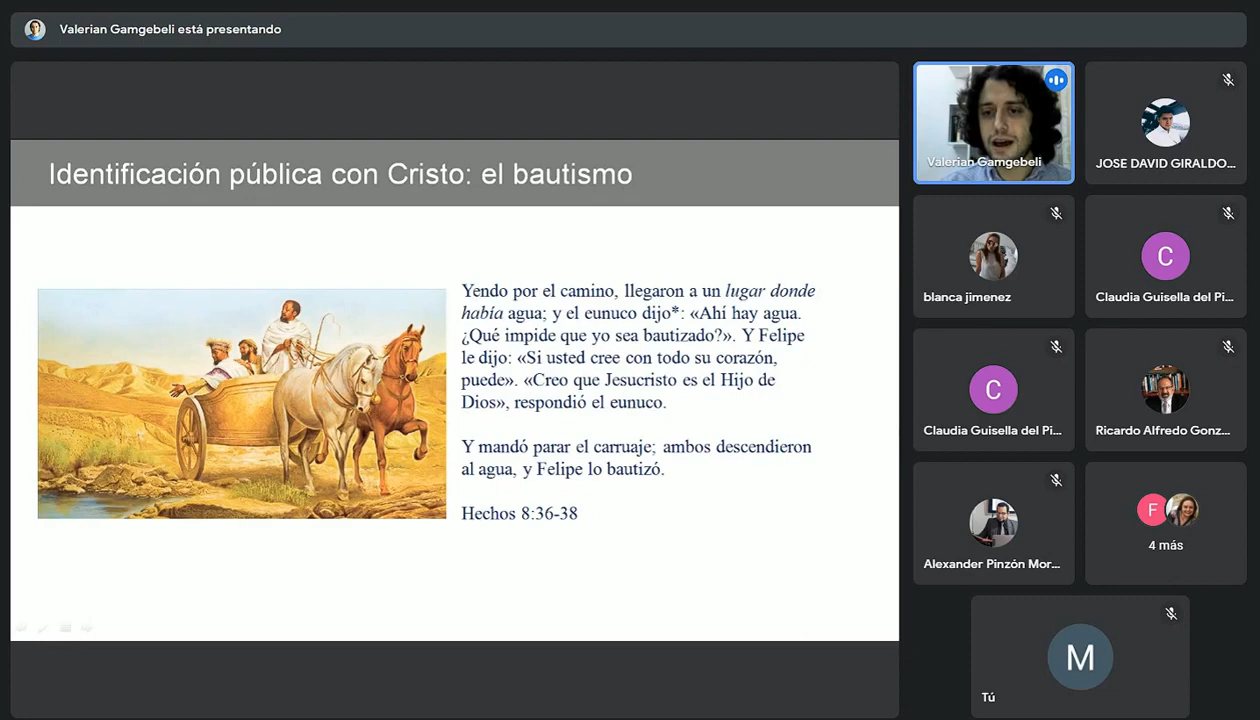 Valerian Gamgebeli está presentando
Identificación pública con Cristo: el bautismo
Yendo por el camino, llegaron a un lugar donde
había agua; y el eunuco dijo*: «Ahí hay agua.
¿Qué impide que yo sea bautizado?». Y Felipe
le dijo: «Si usted cree con todo su corazón,
puede». «Creo que Jesucristo es el Hijo de
Dios», respondió el eunuco.
Y mandó parar el carruaje; ambos descendieron
al agua, y Felipe lo bautizó.
Hechos 8:36-38
Valerian Gamgebeli
JOSE DAVID GIRALDO...
blanca jimenez
C
Claudia Guisella del Pi...
C
Claudia Guisella del Pi...
Ricardo Alfredo Gonz...
Alexander Pinzón Mor...
F
4 más
M
Tú